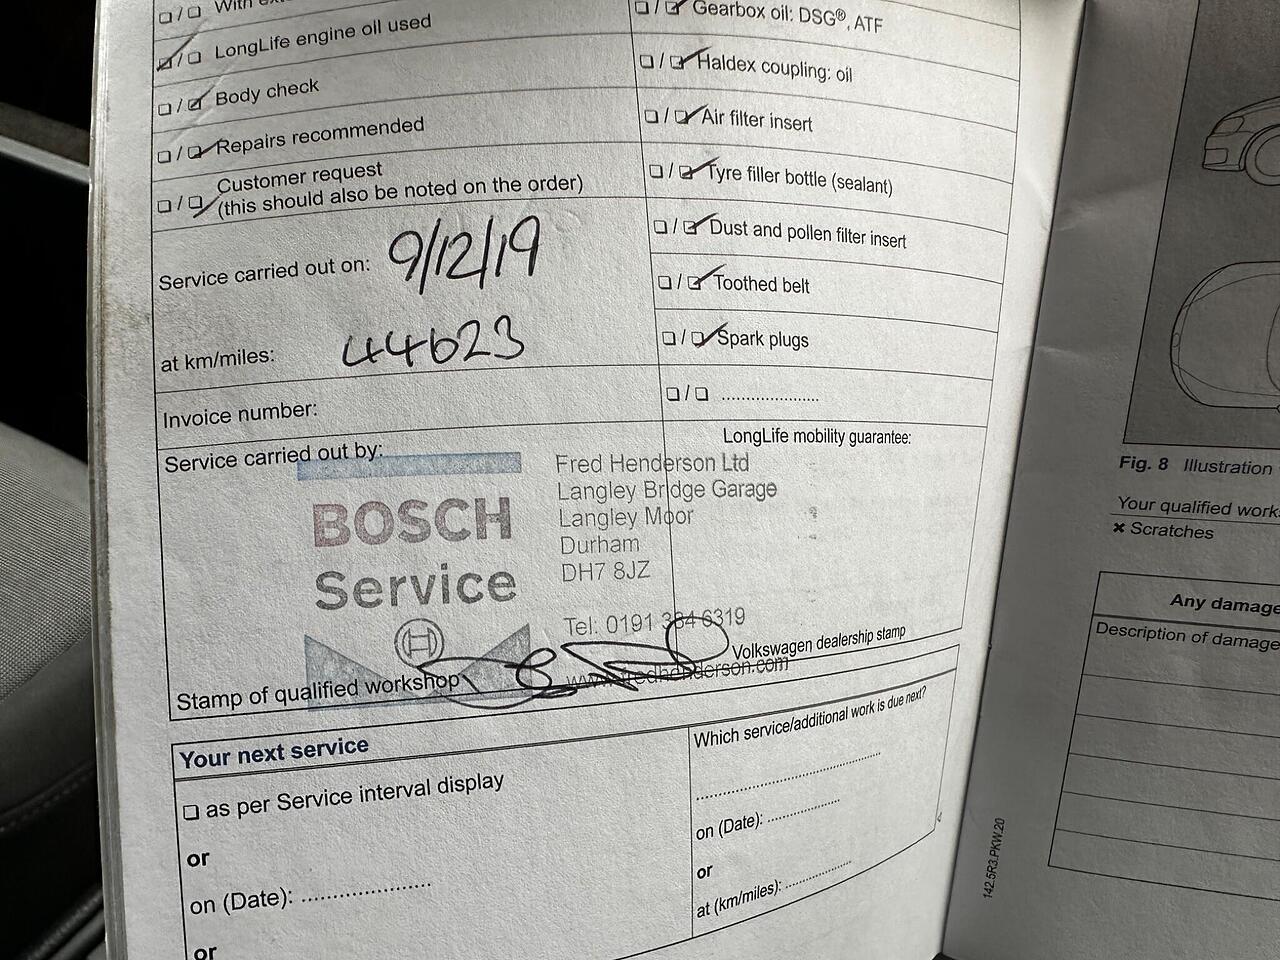 ☐ / ☐ With
☑ / ☐ LongLife engine oil used
☐ / ☑ Body check
☐ / ☑ Repairs recommended
☐ / ☑ Customer request
(this should also be noted on the order)
Service carried out on: 9/12/19
at km/miles: 44623
Invoice number:
☐ / ☑ Gearbox oil: DSG®, ATF
☐ / ☑ Haldex coupling: oil
☐ / ☑ Air filter insert
☐ / ☑ Tyre filler bottle (sealant)
☐ / ☑ Dust and pollen filter insert
☐ / ☑ Toothed belt
☐ / ☑ Spark plugs
☐ / ☐ .....................
Service carried out by:
BOSCH
Service
Fred Henderson Ltd
Langley Bridge Garage
Langley Moor
Durham
DH7 8JZ
Tel: 0191 384 6319
www.fredhenderson.com
Stamp of qualified workshop
LongLife mobility guarantee:
Volkswagen dealership stamp
Your next service
☐ as per Service interval display
or
on (Date): ......................
or
Which service/additional work is due next?
........................................
on (Date): ................
or
at (km/miles): ...............
142.5R3.PKW.20
Fig. 8 Illustration
Your qualified work
× Scratches
Any damage
Description of damage